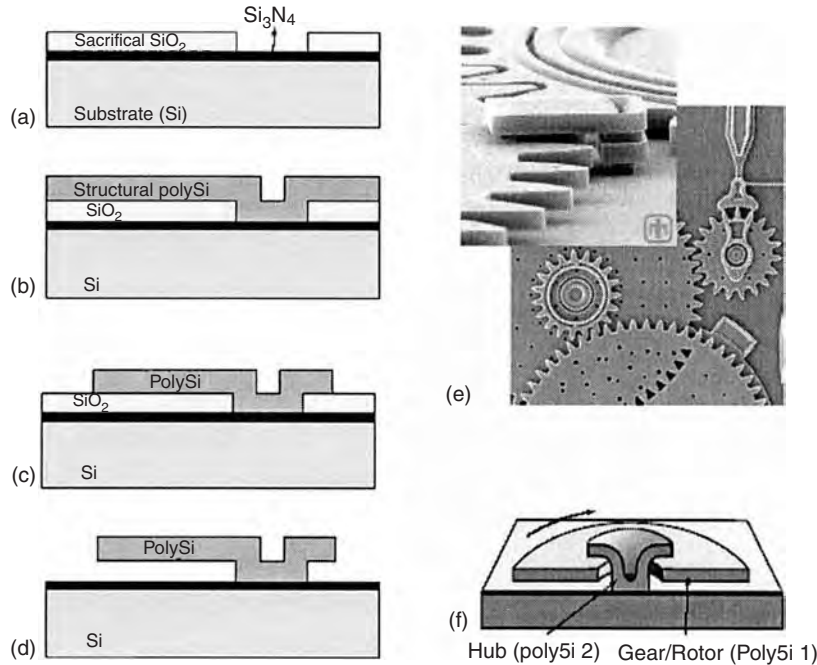 Si₃N₄
Sacrifical SiO₂
Substrate (Si)
(a)
Structural polySi
SiO₂
Si
(b)
PolySi
SiO₂
Si
(c)
PolySi
Si
(d)
(e)
(f)
Hub (poly5i 2) Gear/Rotor (Poly5i 1)